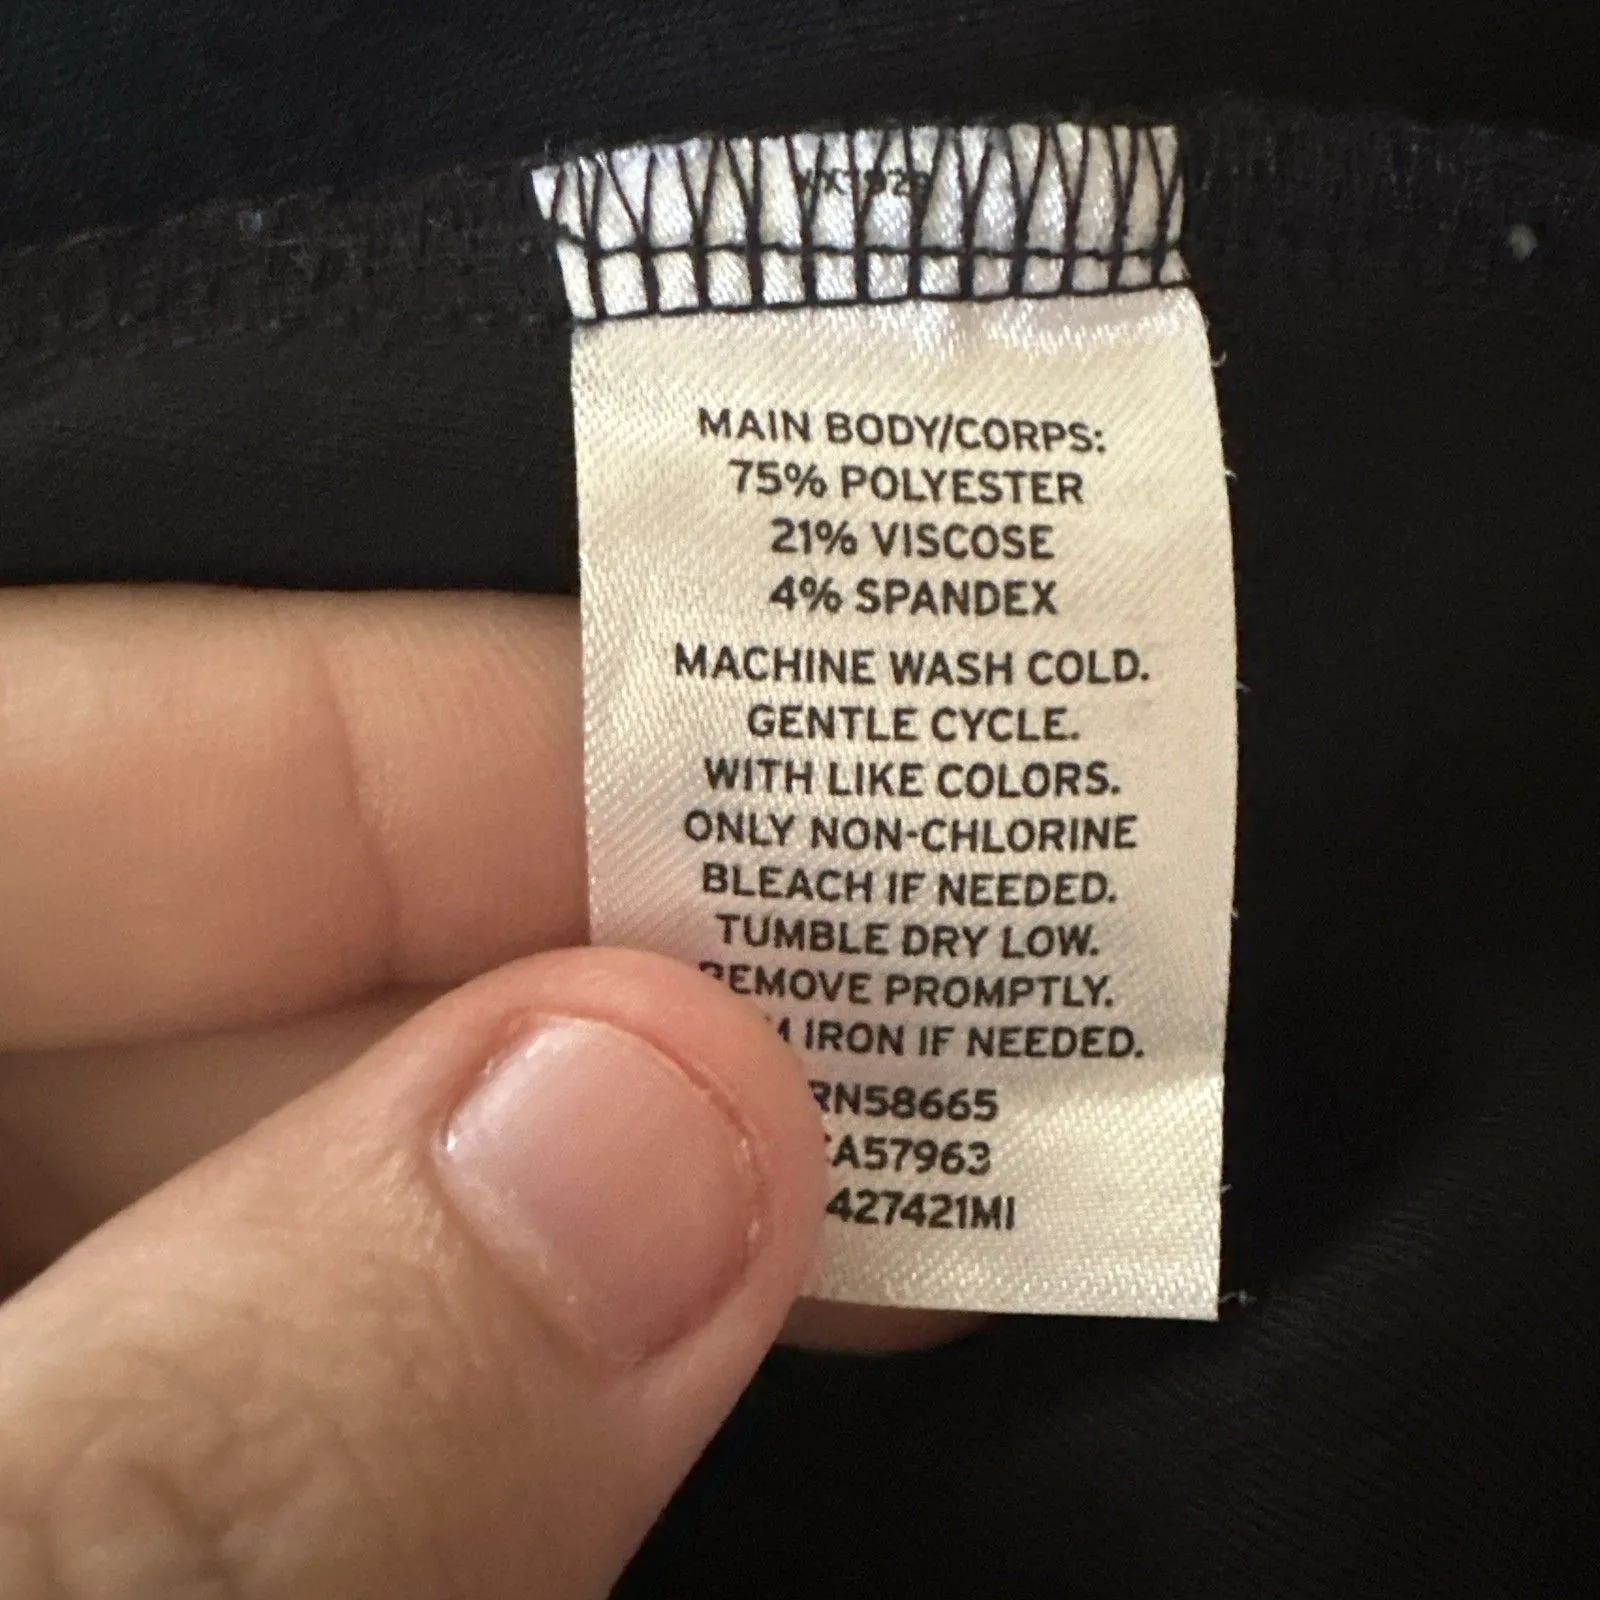 MAIN BODY/CORPS:
75% POLYESTER
21% VISCOSE
4% SPANDEX
MACHINE WASH COLD.
GENTLE CYCLE.
WITH LIKE COLORS.
ONLY NON-CHLORINE
BLEACH IF NEEDED.
TUMBLE DRY LOW.
REMOVE PROMPTLY.
IRON IF NEEDED.
RN58665
CA57963
427421MI